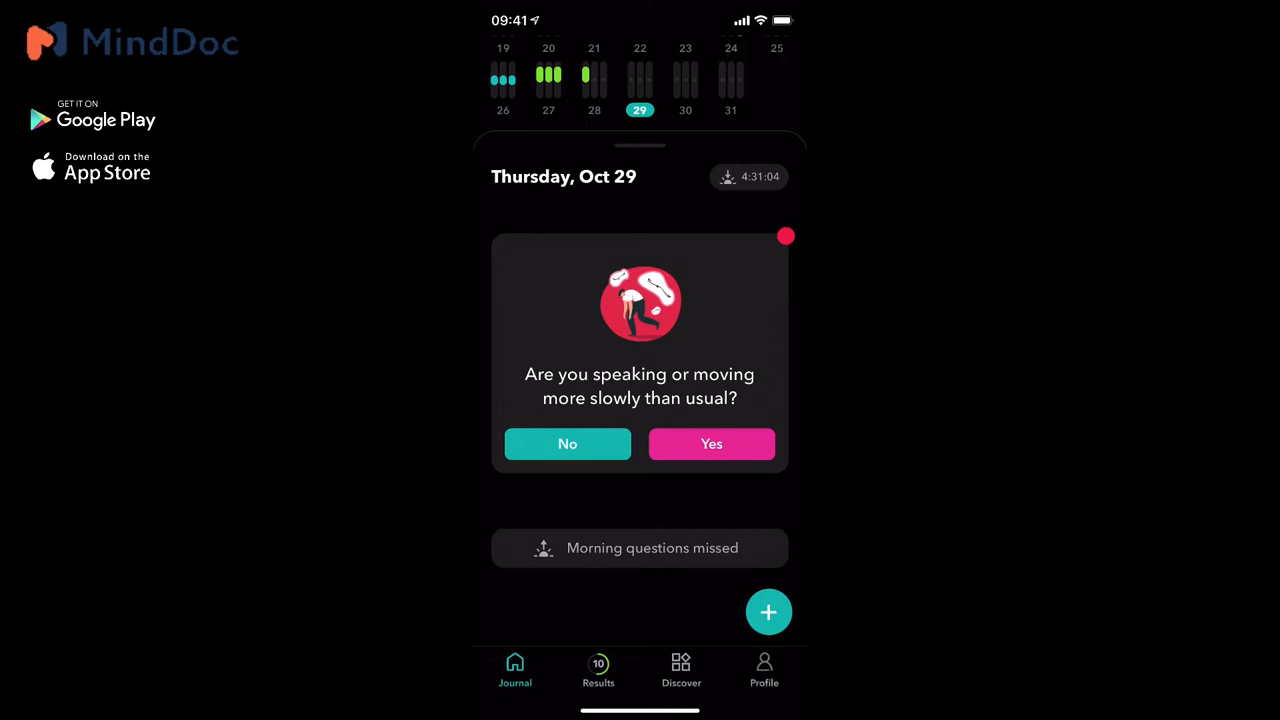 MindDoc
GET IT ON
Google Play
Download on the
App Store
09:41
19 20 21 22 23 24 25
26 27 28 29 30 31
Thursday, Oct 29
4:31:04
Are you speaking or moving
more slowly than usual?
No Yes
Morning questions missed
+
10
Journal Results Discover Profile